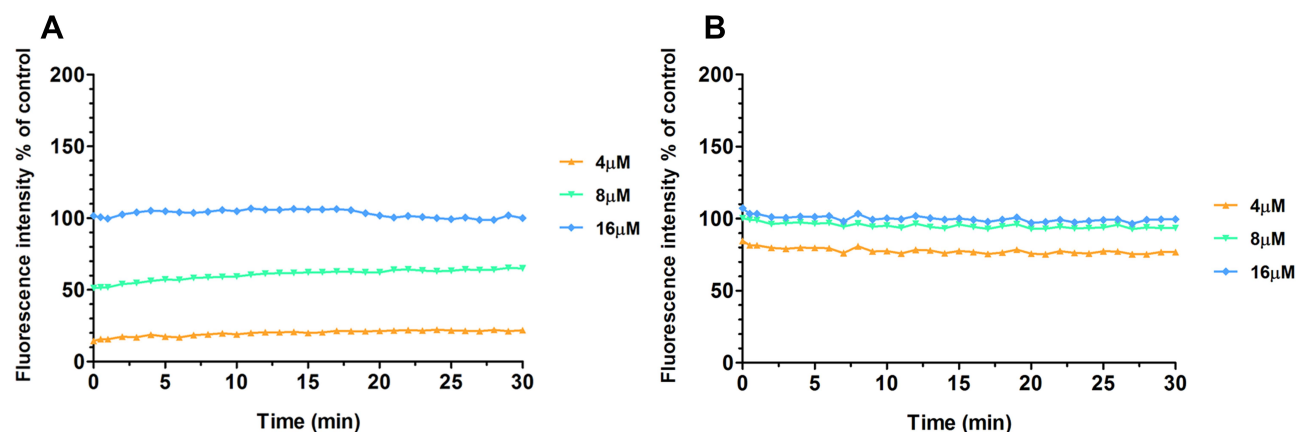 A
Fluorescence intensity % of control
200
150
100
50
0
0 5 10 15 20 25 30
Time (min)
4μM
8μM
16μM
B
Fluorescence intensity % of control
200
150
100
50
0
0 5 10 15 20 25 30
Time (min)
4μM
8μM
16μM